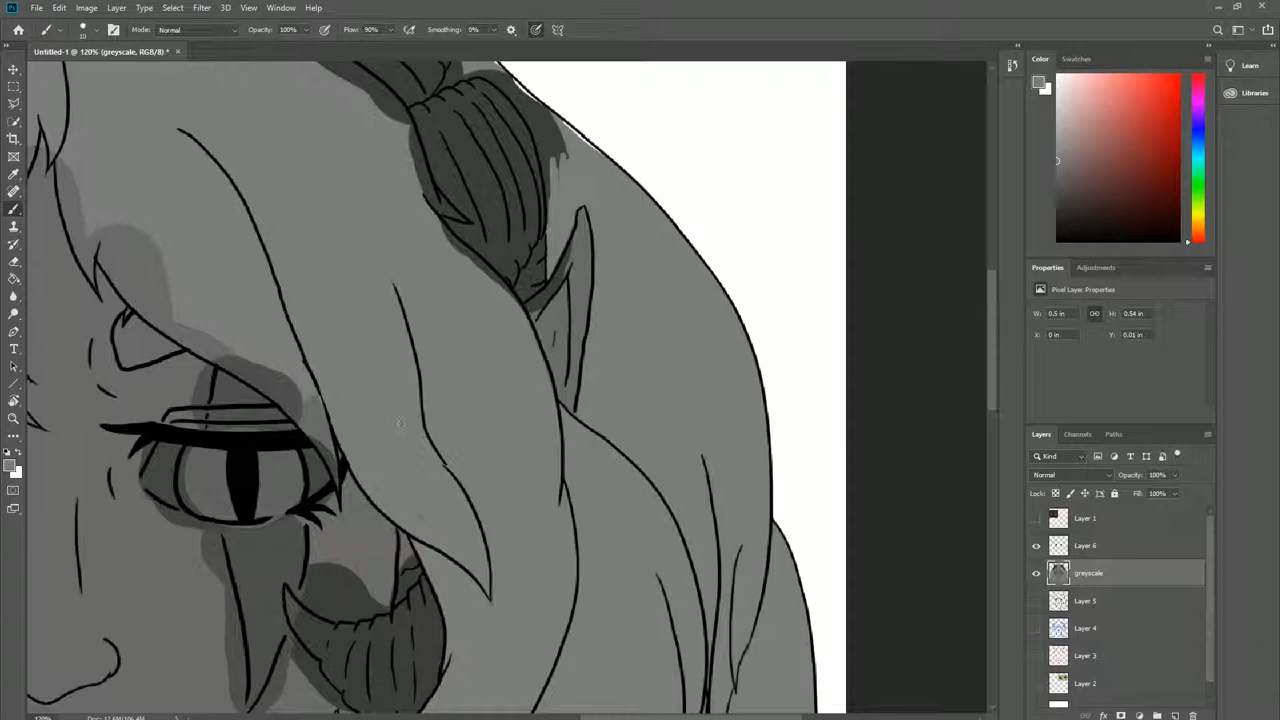 File Edit Image Layer Type Select Filter 3D View Window Help
10 Mode: Normal Opacity: 100% Flow: 90% Smoothing: 0%
Untitled-1 @ 120% (greyscale, RGB/8) * ×
Color Swatches
Learn
Libraries
Properties Adjustments
Pixel Layer Properties
W: 0.5 in H: 0.54 in
X: 0 in Y: 0.01 in
Layers Channels Paths
Kind
Normal Opacity: 100%
Lock: Fill: 100%
Layer 1
Layer 6
greyscale
Layer 5
Layer 4
Layer 3
Layer 2
120%